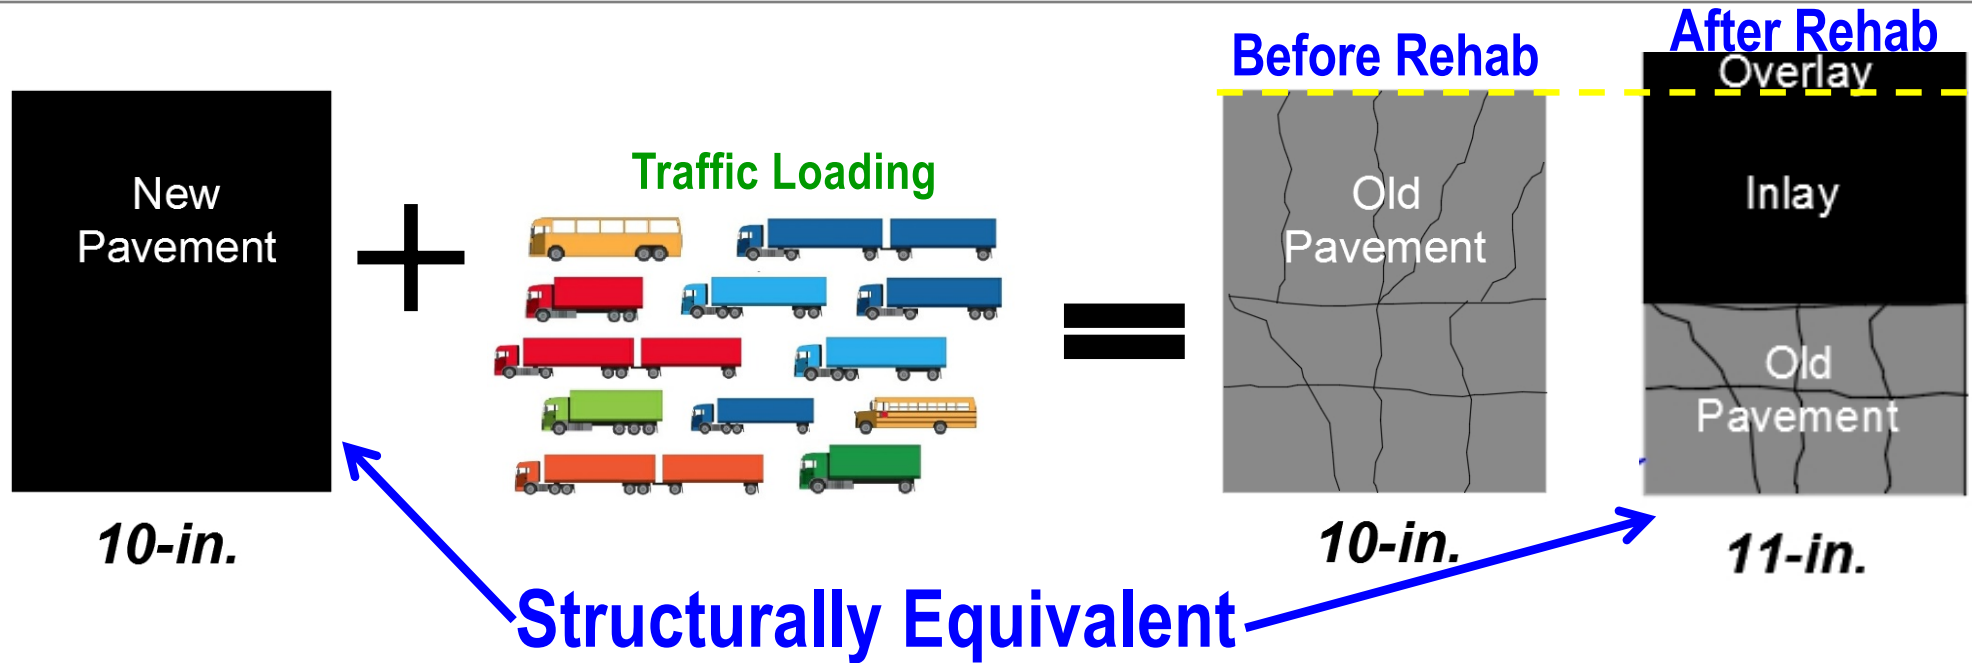 New
Pavement
10-in.
Traffic Loading
Before Rehab
Old
Pavement
10-in.
After Rehab
Overlay
Inlay
Old
Pavement
11-in.
Structurally Equivalent